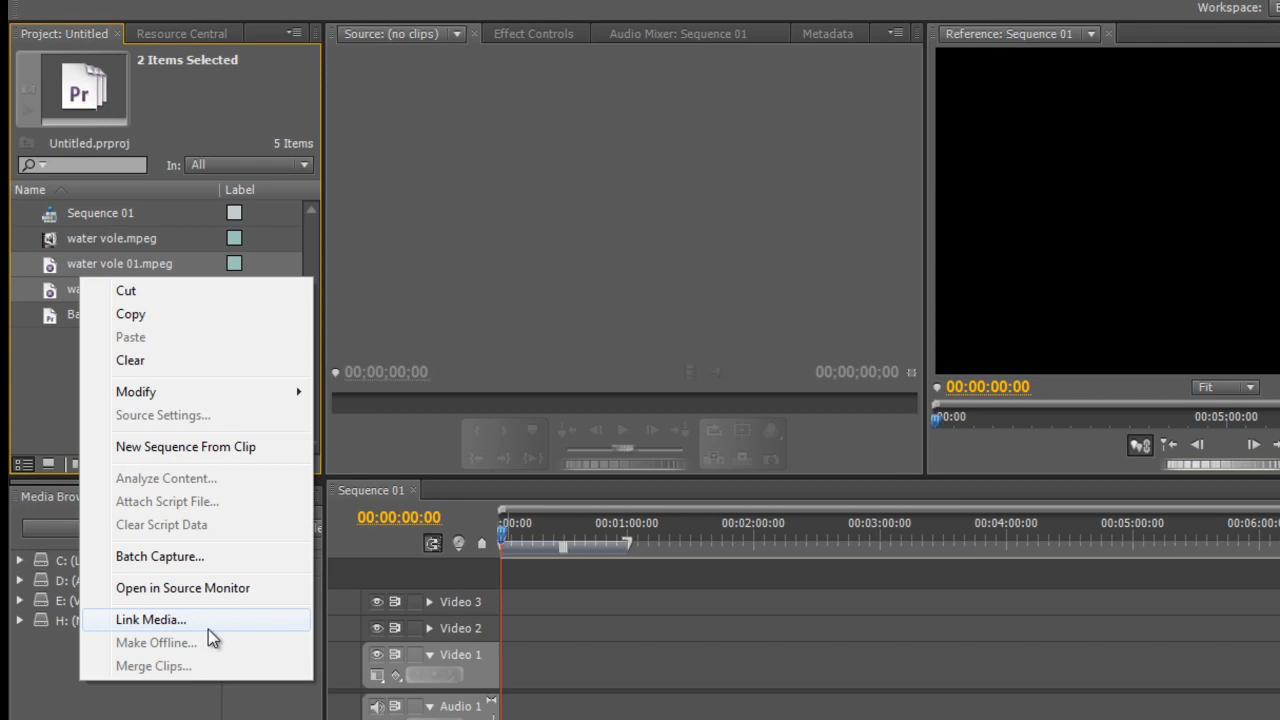 Workspace:
Project: Untitled
Resource Central
Source: (no clips)
Effect Controls
Audio Mixer: Sequence 01
Metadata
Reference: Sequence 01
2 Items Selected
Pr
Untitled.prproj
5 Items
In: All
Name
Label
Sequence 01
water vole.mpeg
water vole 01.mpeg
wa
Ba
Cut
Copy
Paste
Clear
Modify
Source Settings...
New Sequence From Clip
Analyze Content...
Attach Script File...
Clear Script Data
Batch Capture...
Open in Source Monitor
Link Media...
Make Offline...
Merge Clips...
00;00;00;00
00;00;00;00
00:00:00:00
Fit
00:00
00:05:00:00
Media Brow
C: (L
D: (
E: (V
H: (
Sequence 01
00:00:00:00
:00:00
00:01:00:00
00:02:00:00
00:03:00:00
00:04:00:00
00:05:00:00
00:06:00
Video 3
Video 2
Video 1
Audio 1